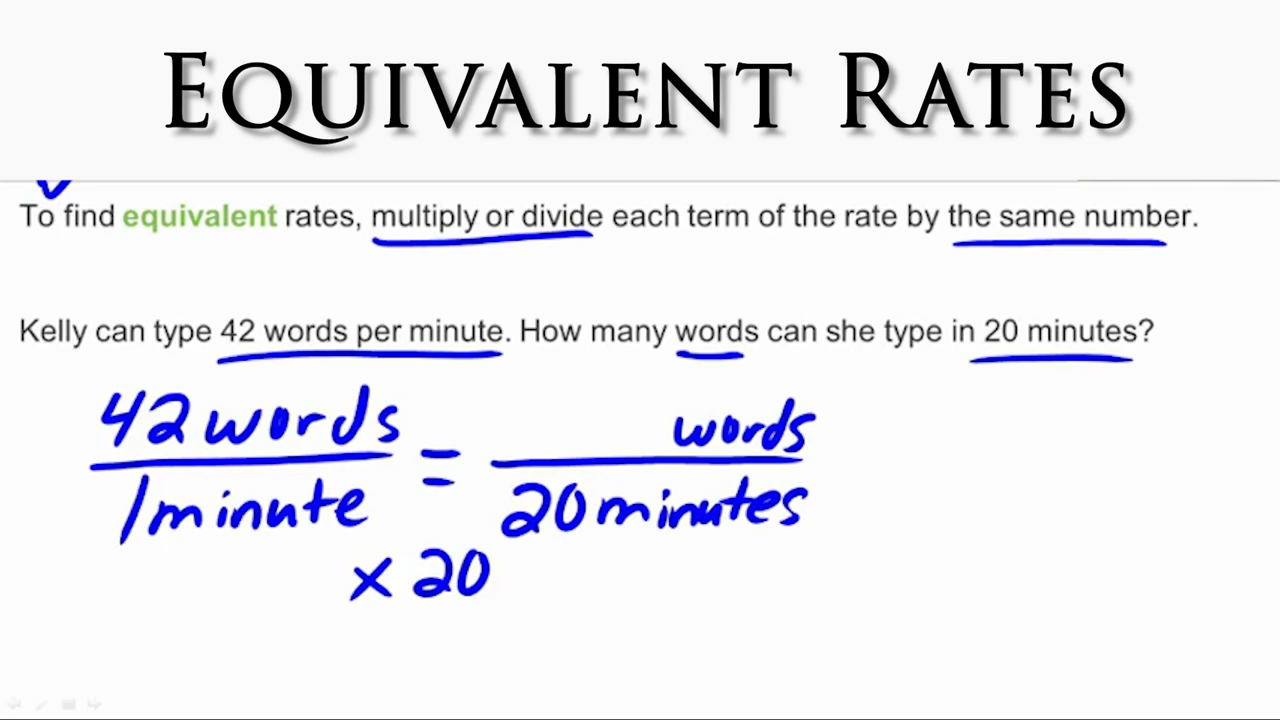 EQUIVALENT RATES
To find equivalent rates, multiply or divide each term of the rate by the same number.
Kelly can type 42 words per minute. How many words can she type in 20 minutes?
42 words
words
=
1 minute
20 minutes
x 20